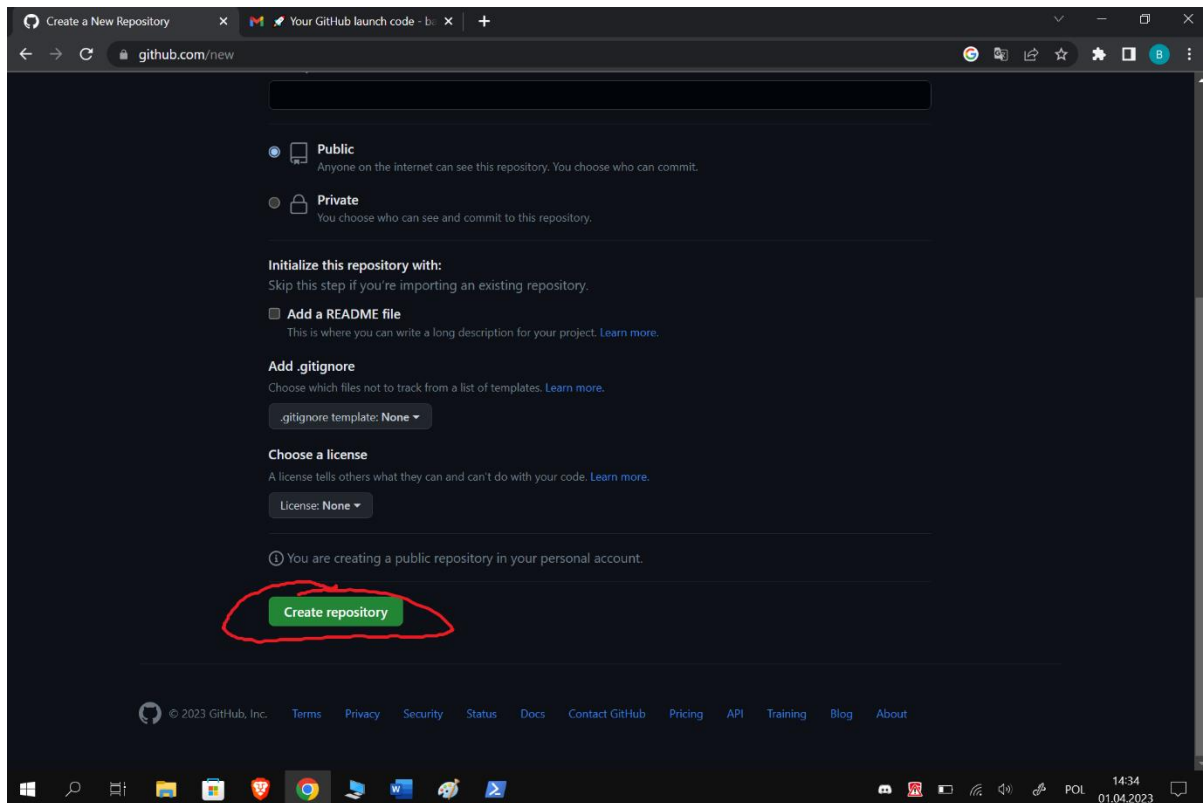 Create a New Repository
Your GitHub launch code - ba
github.com/new
B
Public
Anyone on the internet can see this repository. You choose who can commit.
Private
You choose who can see and commit to this repository.
Initialize this repository with:
Skip this step if you're importing an existing repository.
Add a README file
This is where you can write a long description for your project. Learn more.
Add .gitignore
Choose which files not to track from a list of templates. Learn more.
.gitignore template: None
Choose a license
A license tells others what they can and can't do with your code. Learn more.
License: None
You are creating a public repository in your personal account.
Create repository
© 2023 GitHub, Inc. Terms Privacy Security Status Docs Contact GitHub Pricing API Training Blog About
POL
14:34
01.04.2023